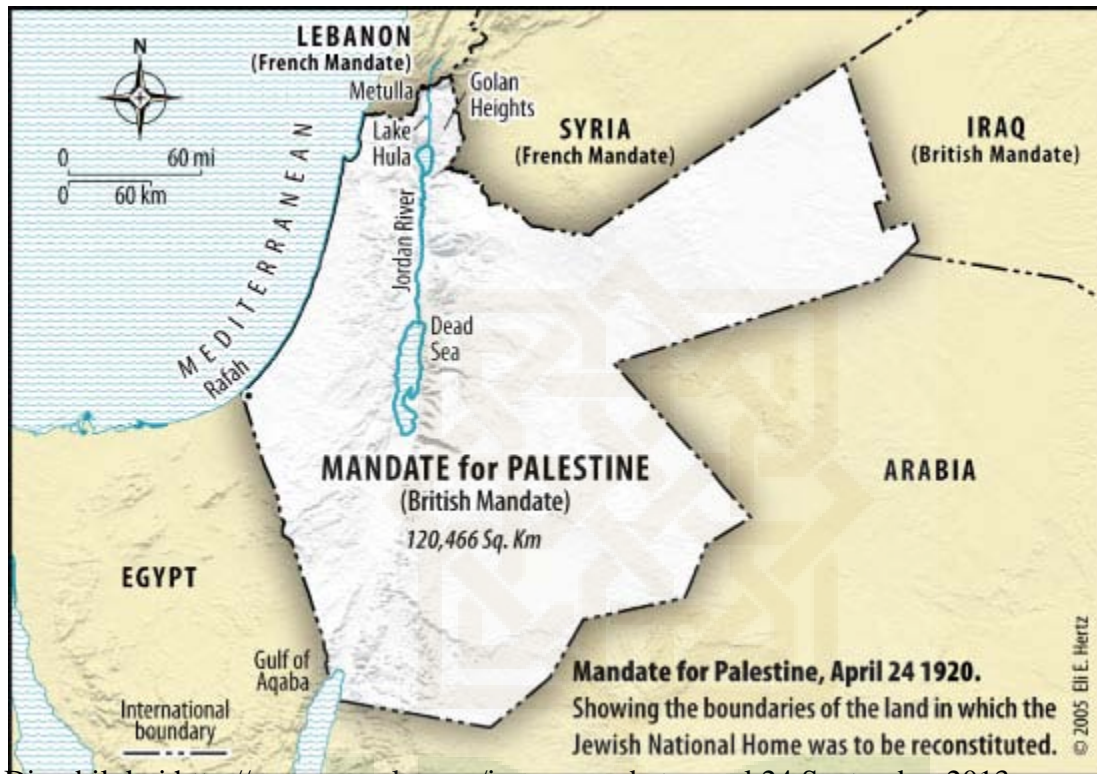 LEBANON
(French Mandate)
N
Metulla
Golan
Heights
Lake
Hula
SYRIA
(French Mandate)
IRAQ
(British Mandate)
0 60 mi
0 60 km
MEDITERRANEAN
Jordan River
Dead
Sea
Rafah
MANDATE for PALESTINE
(British Mandate)
120,466 Sq. Km
ARABIA
EGYPT
Gulf of
Aqaba
International
boundary
Mandate for Palestine, April 24 1920.
Showing the boundaries of the land in which the
Jewish National Home was to be reconstituted.
© 2005 Eli E. Hertz
24 September 2013